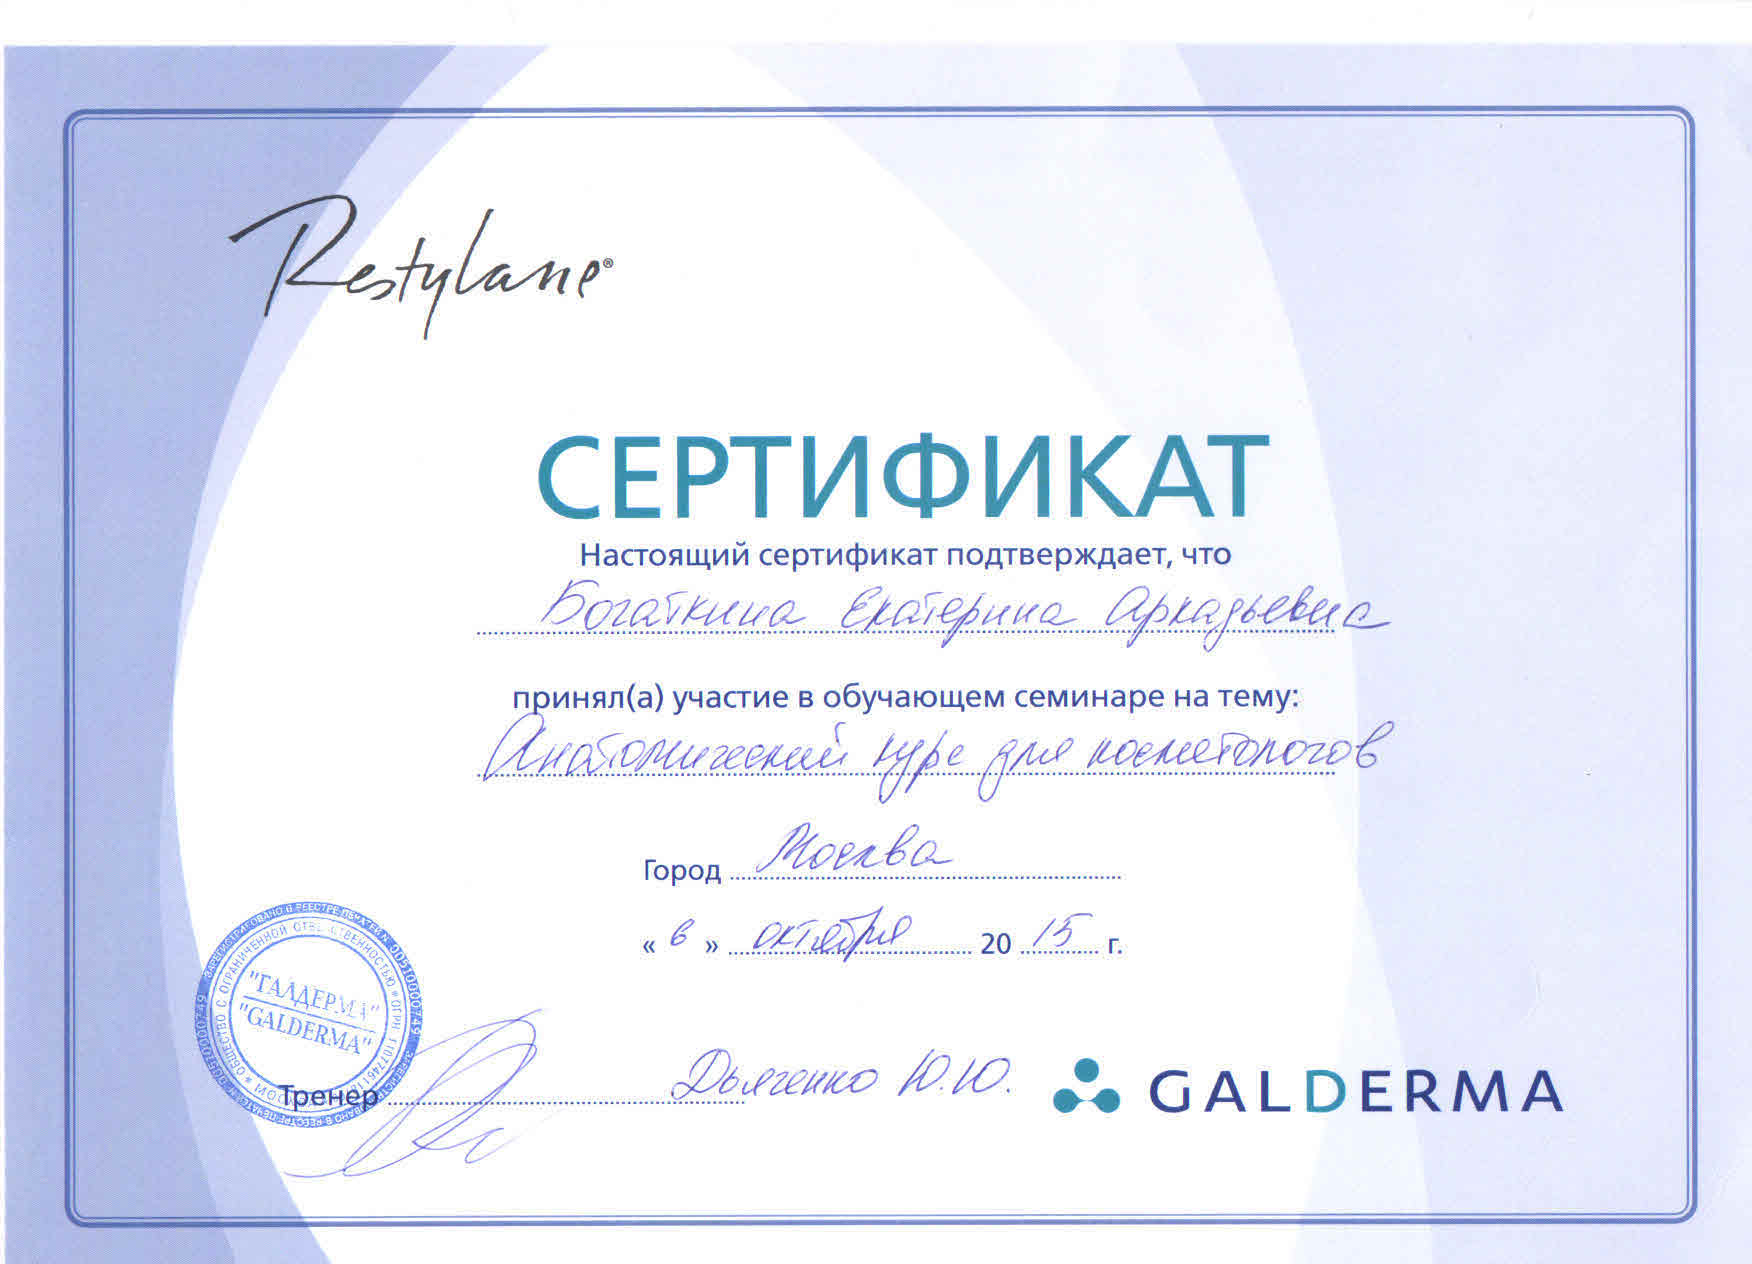 Restylane®
СЕРТИФИКАТ
Настоящий сертификат подтверждает, что
Богаткина Екатерина Аркадьевна
принял(а) участие в обучающем семинаре на тему:
Анатомический курс для косметологов
Город Москва
« 6 » октября 20 15 г.
"ГАЛДЕРМА"
"GALDERMA"
Тренер Дьяченко Ю.Ю.
GALDERMA